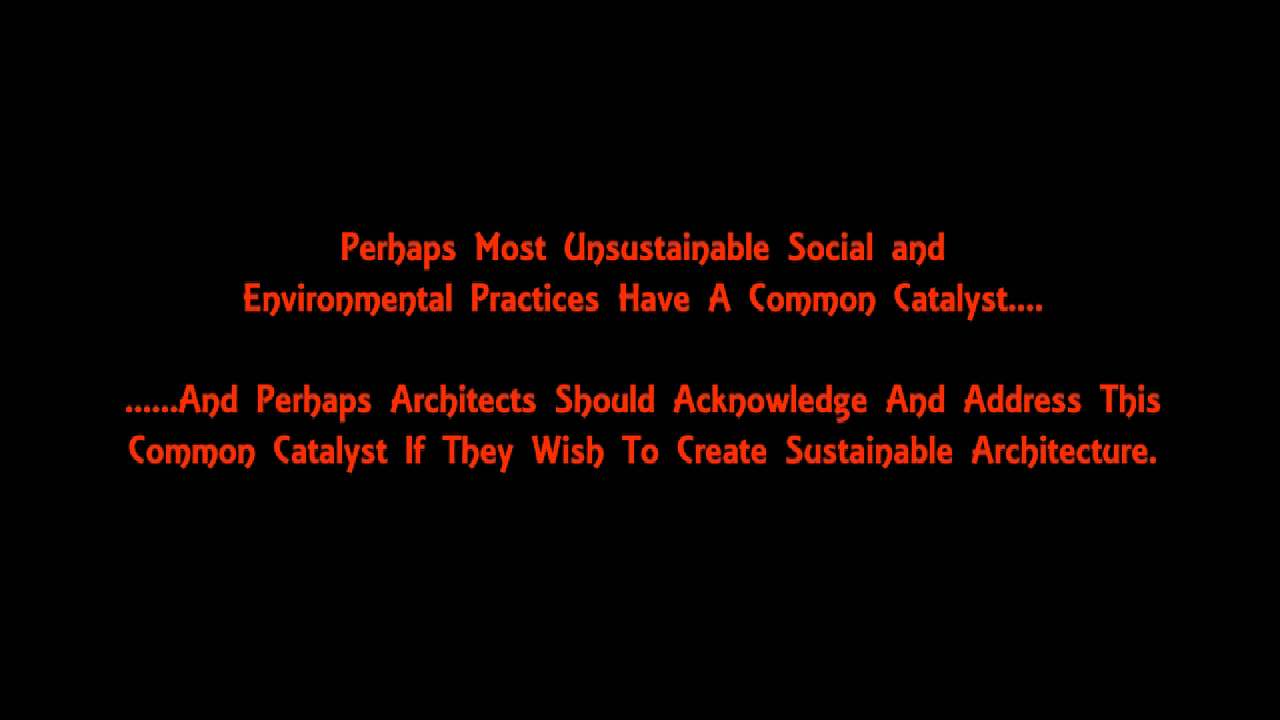 Perhaps Most Unsustainable Social and
Environmental Practices Have A Common Catalyst....
......And Perhaps Architects Should Acknowledge And Address This
Common Catalyst If They Wish To Create Sustainable Architecture.